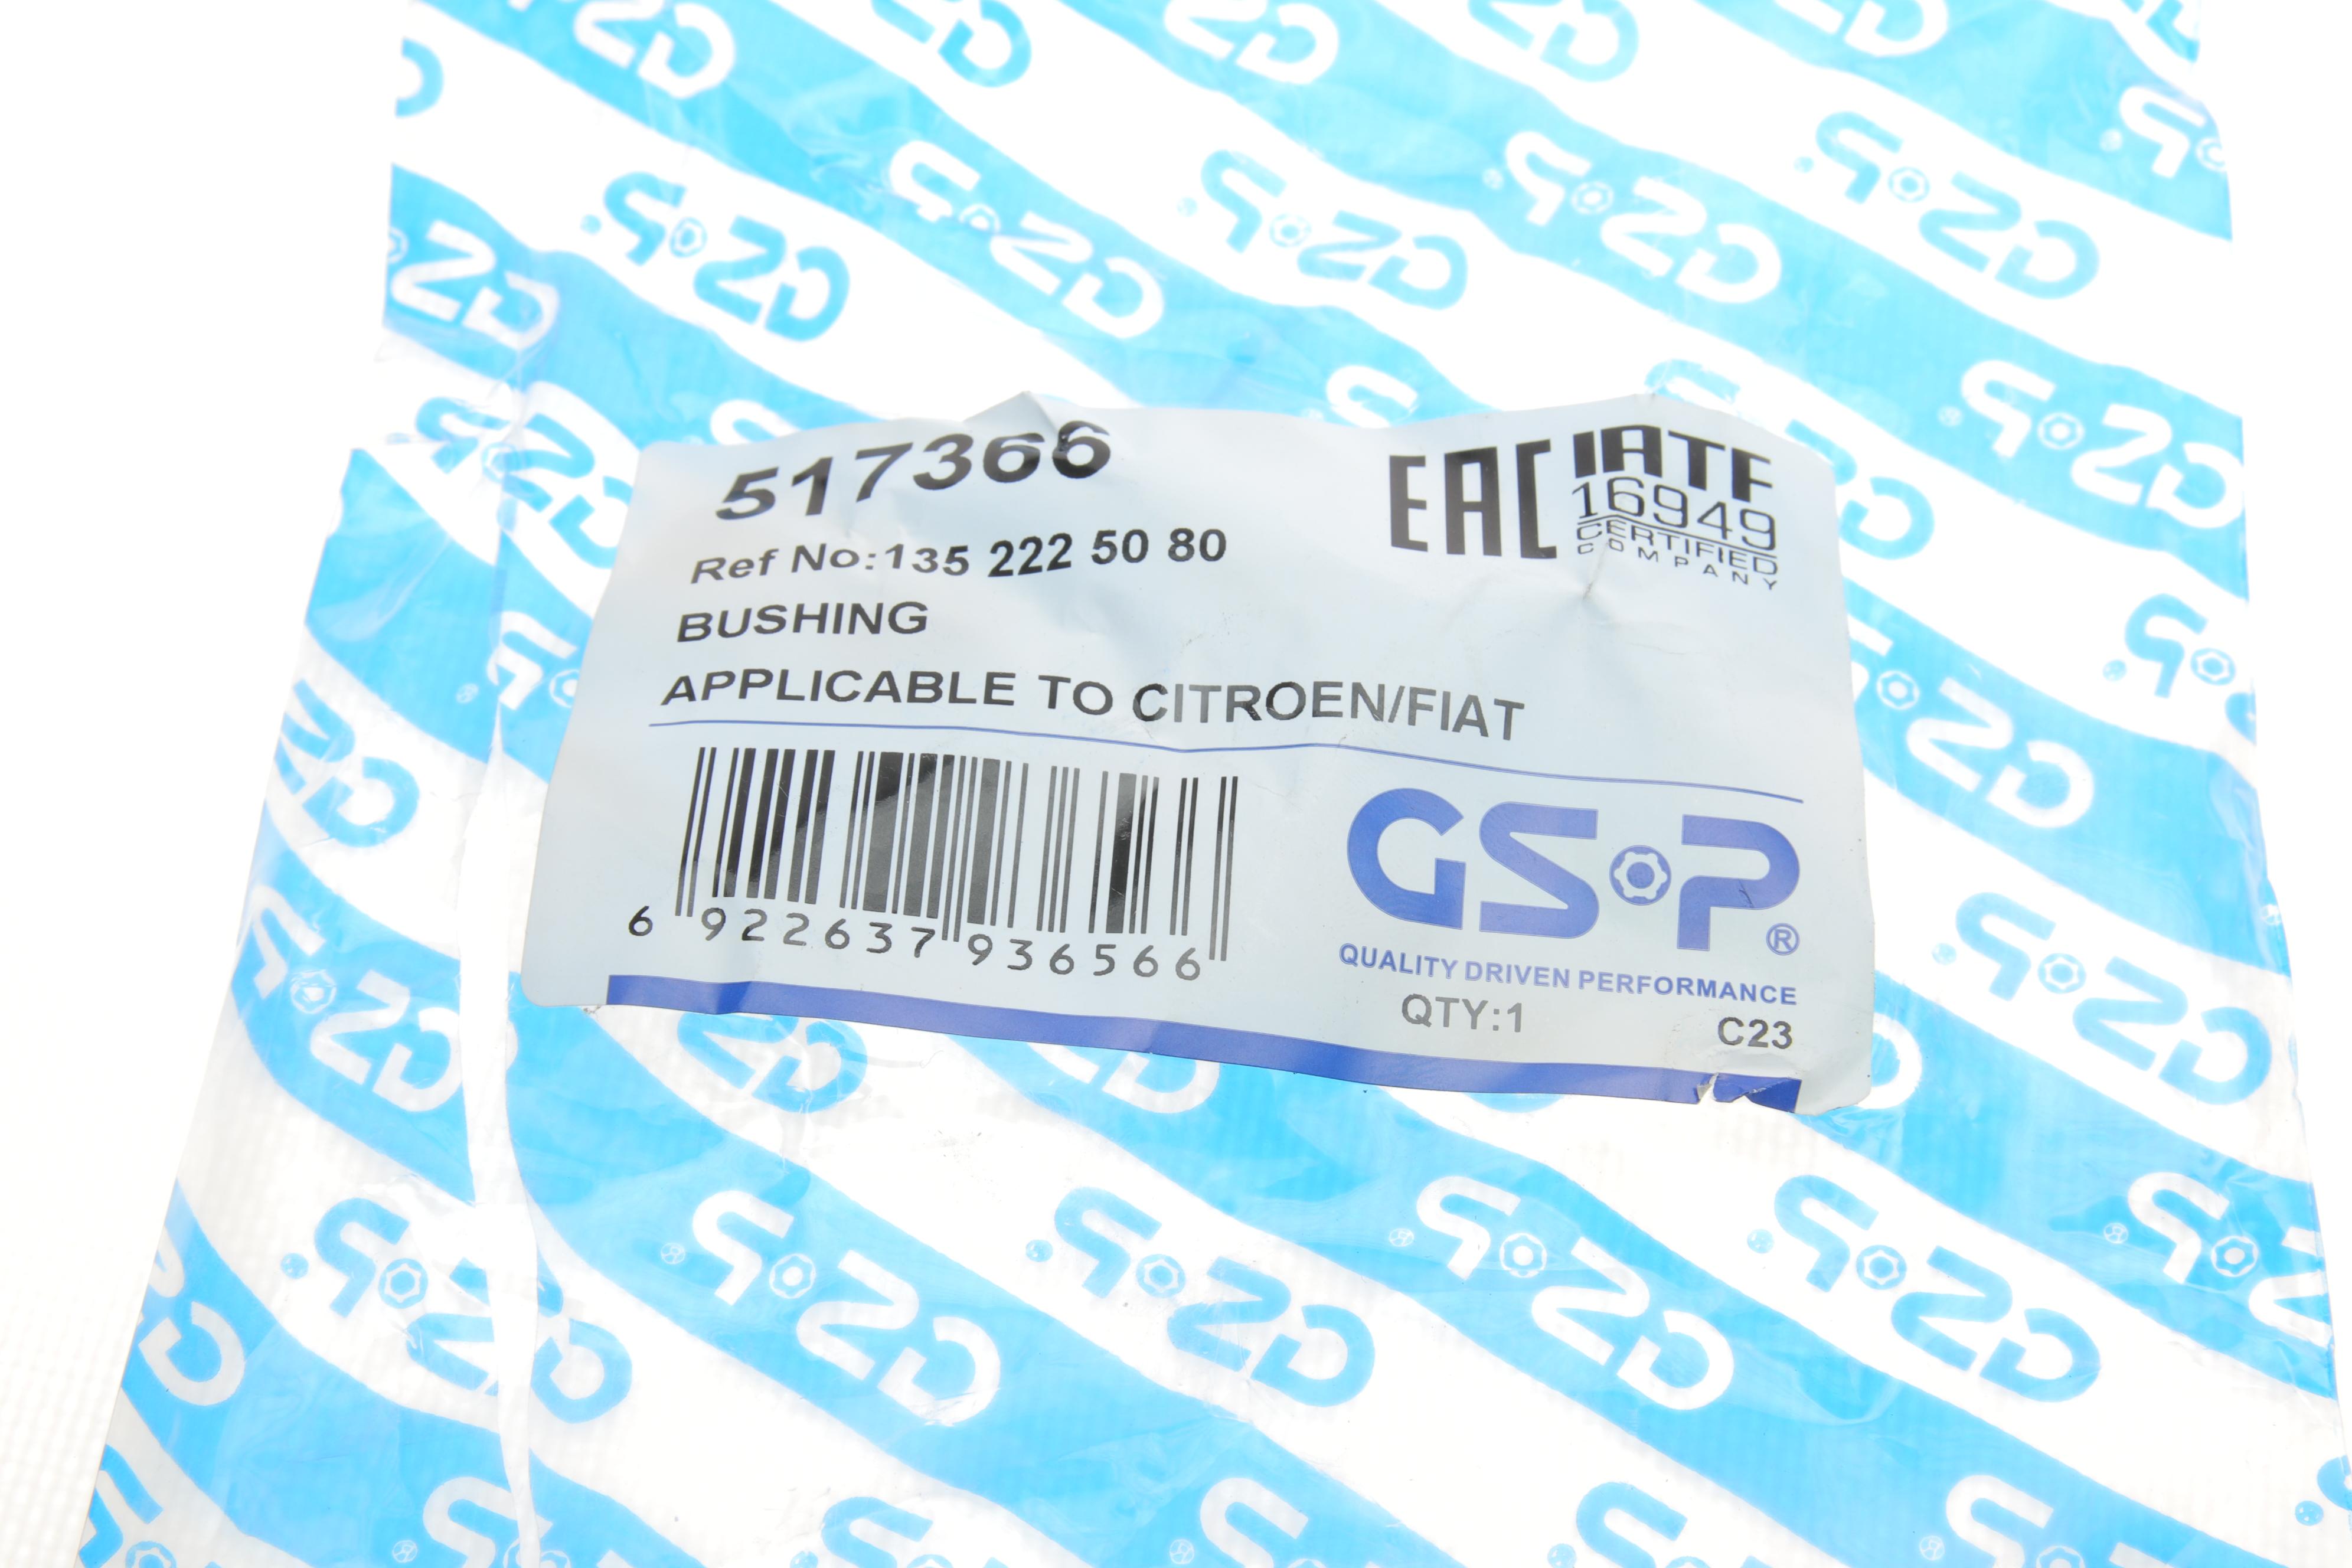 517366
EAC
IATF
16949
CERTIFIED
COMPANY
Ref No:135 222 50 80
BUSHING
APPLICABLE TO CITROEN/FIAT
6 922637 936566
GSP®
QUALITY DRIVEN PERFORMANCE
QTY:1 C23